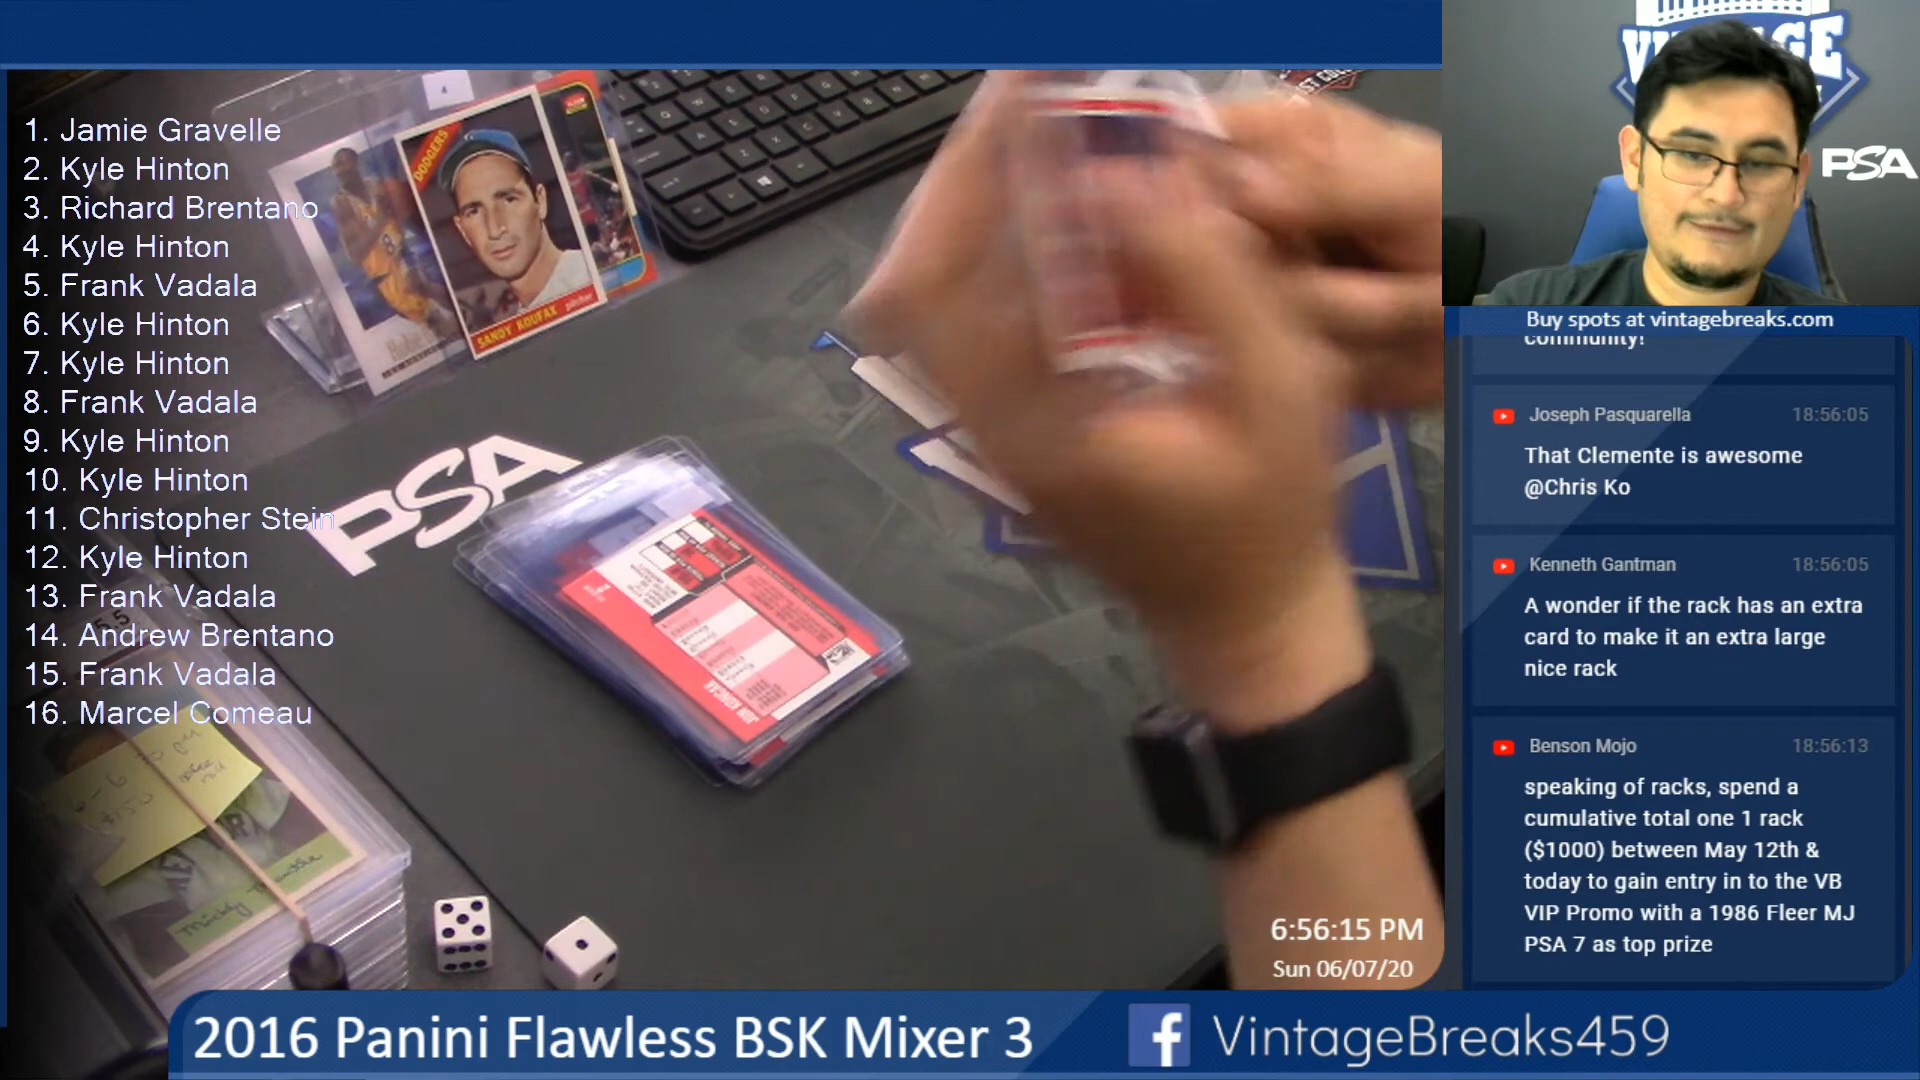 1. Jamie Gravelle
2. Kyle Hinton
3. Richard Brentano
4. Kyle Hinton
5. Frank Vadala
6. Kyle Hinton
7. Kyle Hinton
8. Frank Vadala
9. Kyle Hinton
10. Kyle Hinton
11. Christopher Stein
12. Kyle Hinton
13. Frank Vadala
14. Andrew Brentano
15. Frank Vadala
16. Marcel Comeau
4
DODGERS
SANDY KOUFAX pitcher
PSA
5.5
Mickey Mantle
6:56:15 PM
Sun 06/07/20
PSA
Buy spots at vintagebreaks.com
community!
Joseph Pasquarella 18:56:05
That Clemente is awesome
@Chris Ko
Kenneth Gantman 18:56:05
A wonder if the rack has an extra
card to make it an extra large
nice rack
Benson Mojo 18:56:13
speaking of racks, spend a
cumulative total one 1 rack
($1000) between May 12th &
today to gain entry in to the VB
VIP Promo with a 1986 Fleer MJ
PSA 7 as top prize
2016 Panini Flawless BSK Mixer 3
f VintageBreaks459